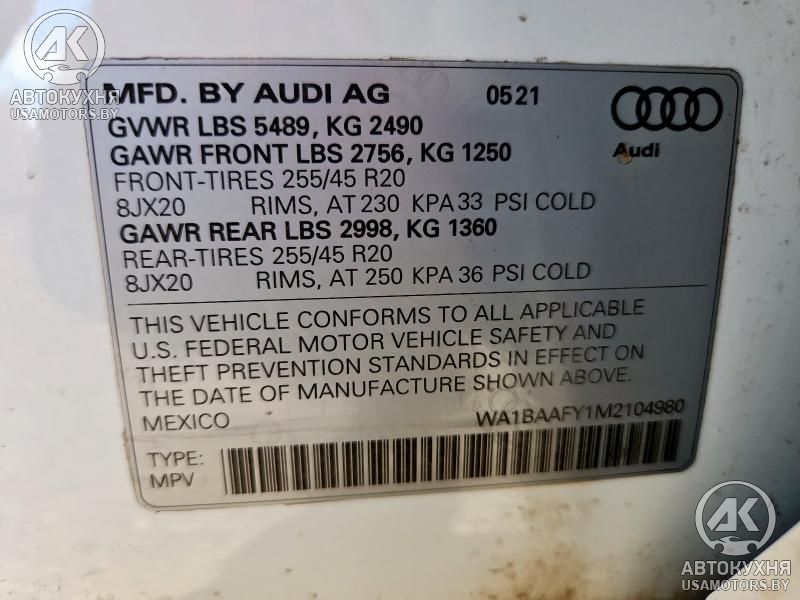 MFD. BY AUDI AG 05 21
GVWR LBS 5489, KG 2490
GAWR FRONT LBS 2756, KG 1250
Audi
FRONT-TIRES 255/45 R20
8JX20 RIMS, AT 230 KPA 33 PSI COLD
GAWR REAR LBS 2998, KG 1360
REAR-TIRES 255/45 R20
8JX20 RIMS, AT 250 KPA 36 PSI COLD
THIS VEHICLE CONFORMS TO ALL APPLICABLE
U.S. FEDERAL MOTOR VEHICLE SAFETY AND
THEFT PREVENTION STANDARDS IN EFFECT ON
THE DATE OF MANUFACTURE SHOWN ABOVE.
MEXICO WA1BAAFY1M2104980
TYPE:
MPV
АК
АВТОКУХНЯ
USAMOTORS.BY
АК
АВТОКУХНЯ
USAMOTORS.BY